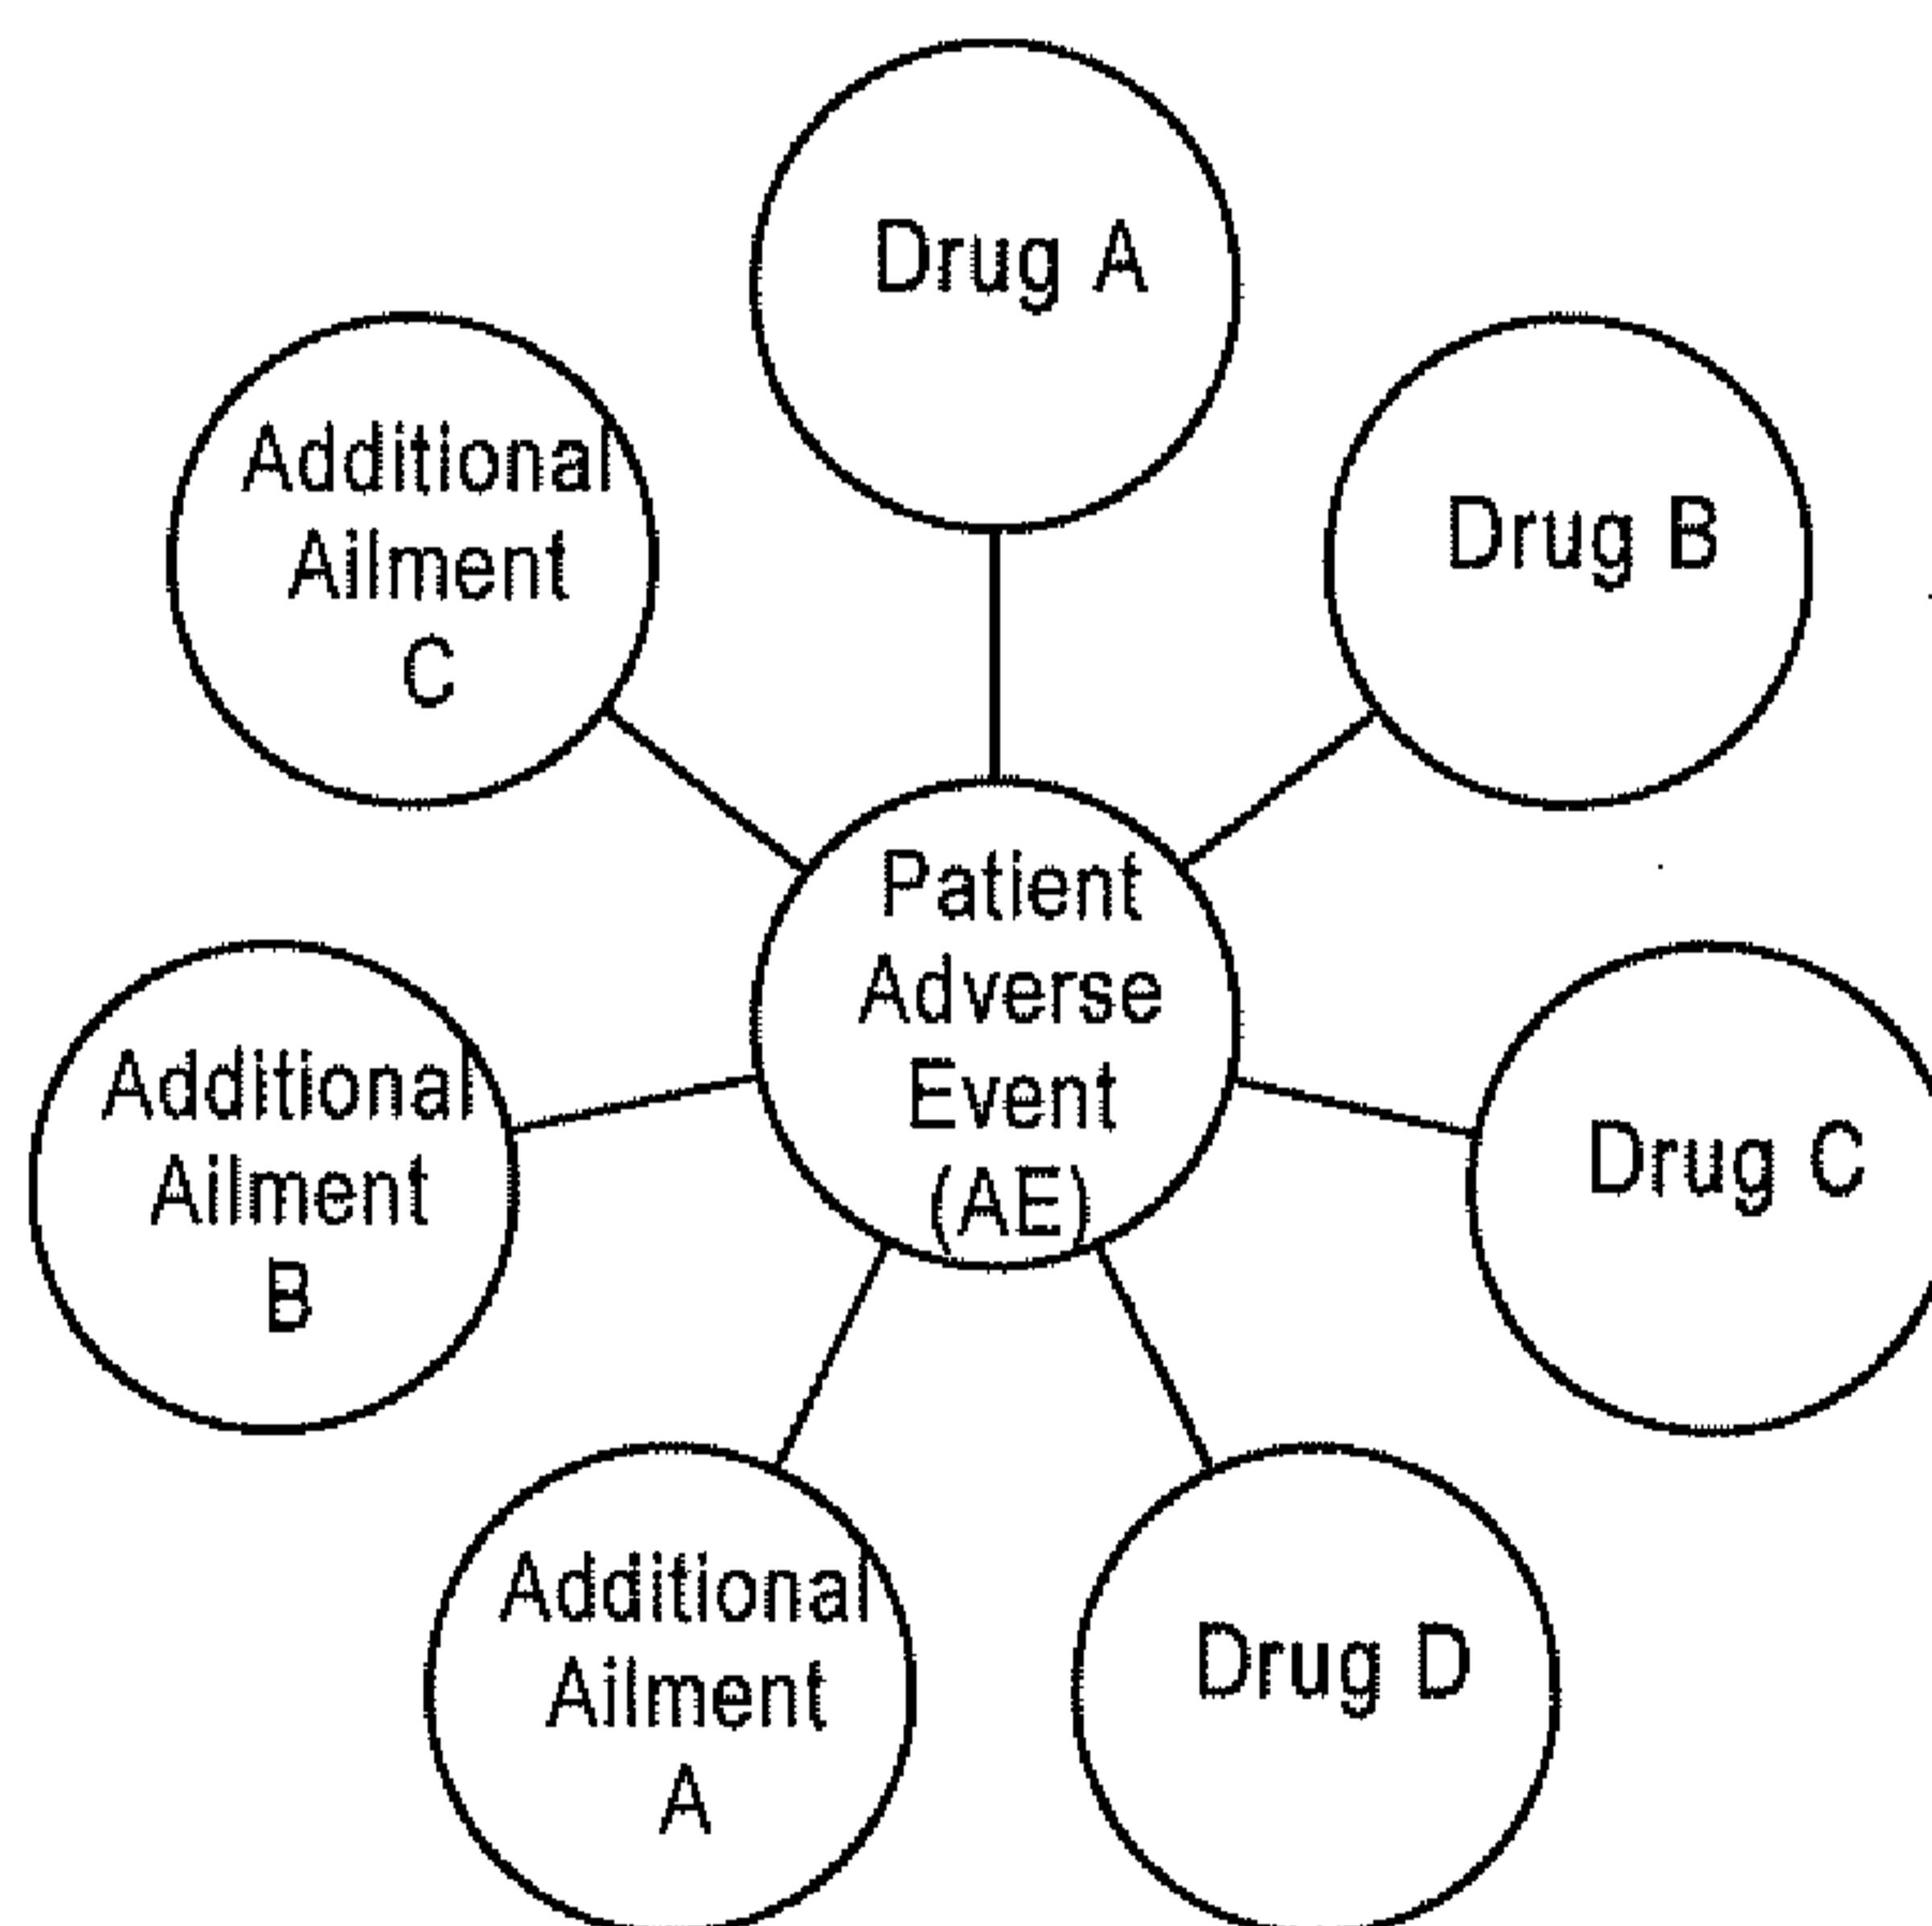 Drug A
Additional
Ailment
C
Drug B
Patient
Adverse
Event
(AE)
Additional
Ailment
B
Drug C
Additional
Ailment
A
Drug D